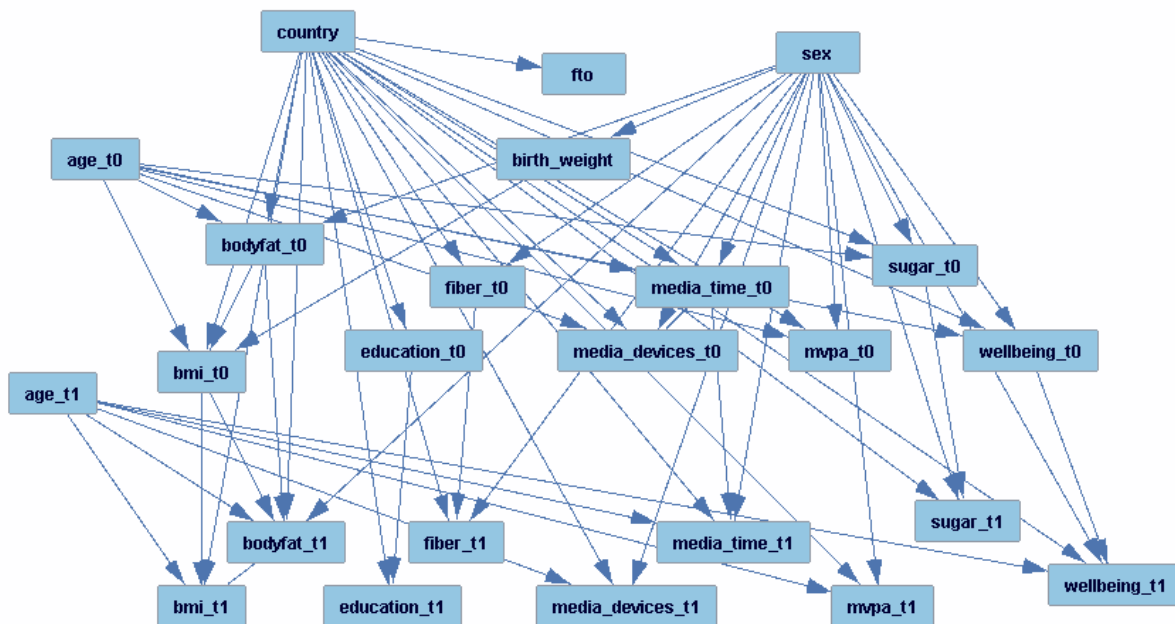 country
sex
fto
age_t0
birth_weight
bodyfat_t0
sugar_t0
fiber_t0
media_time_t0
education_t0
media_devices_t0
mvpa_t0
wellbeing_t0
bmi_t0
age_t1
sugar_t1
bodyfat_t1
fiber_t1
media_time_t1
wellbeing_t1
bmi_t1
education_t1
media_devices_t1
mvpa_t1